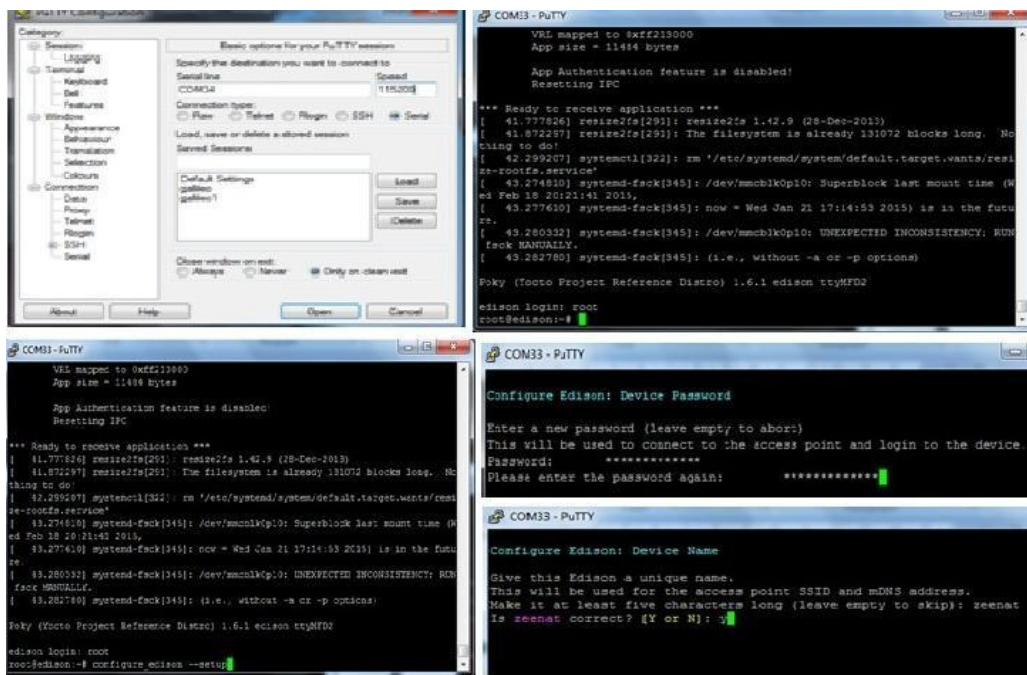 PuTTY Configuration
Category:
Session
Logging
Terminal
Keyboard
Bell
Features
Window
Appearance
Behaviour
Translation
Selection
Colours
Connection
Data
Proxy
Telnet
Rlogin
SSH
Serial
Basic options for your PuTTY session
Specify the destination you want to connect to
Serial line Speed
COM34 115200
Connection type:
Raw Telnet Rlogin SSH Serial
Load, save or delete a stored session
Saved Sessions
Default Settings
galileo
galileo1
Load
Save
Delete
Close window on exit:
Always Never Only on clean exit
About Help Open Cancel
COM33 - PuTTY
VRL mapped to 0xff213000
App size = 11484 bytes
App Authentication feature is disabled!
Resetting IPC
*** Ready to receive application ***
[ 41.777826] resize2fs[291]: resize2fs 1.42.9 (28-Dec-2013)
[ 41.872297] resize2fs[291]: The filesystem is already 131072 blocks long. No
thing to do!
[ 42.299207] systemctl[322]: rm '/etc/systemd/system/default.target.wants/resi
ze-rootfs.service'
[ 43.274810] systemd-fsck[345]: /dev/mmcblk0p10: Superblock last mount time (W
ed Feb 18 20:21:41 2015,
[ 43.277610] systemd-fsck[345]: now = Wed Jan 21 17:14:53 2015) is in the futu
re.
[ 43.280332] systemd-fsck[345]: /dev/mmcblk0p10: UNEXPECTED INCONSISTENCY; RUN
fsck MANUALLY.
[ 43.282780] systemd-fsck[345]: (i.e., without -a or -p options)
Poky (Yocto Project Reference Distro) 1.6.1 edison ttyMFD2
edison login: root
root@edison:~#
COM33 - PuTTY
VRL mapped to 0xff213000
App size = 11484 bytes
App Authentication feature is disabled!
Resetting IPC
*** Ready to receive application ***
[ 41.777826] resize2fs[291]: resize2fs 1.42.9 (28-Dec-2013)
[ 41.872297] resize2fs[291]: The filesystem is already 131072 blocks long. No
thing to do!
[ 42.299207] systemctl[322]: rm '/etc/systemd/system/default.target.wants/resi
ze-rootfs.service'
[ 43.274810] systemd-fsck[345]: /dev/mmcblk0p10: Superblock last mount time (W
ed Feb 18 20:21:41 2015,
[ 43.277610] systemd-fsck[345]: now = Wed Jan 21 17:14:53 2015) is in the futu
re.
[ 43.280332] systemd-fsck[345]: /dev/mmcblk0p10: UNEXPECTED INCONSISTENCY; RUN
fsck MANUALLY.
[ 43.282780] systemd-fsck[345]: (i.e., without -a or -p options)
Poky (Yocto Project Reference Distro) 1.6.1 edison ttyMFD2
edison login: root
root@edison:~# configure_edison --setup
COM33 - PuTTY
Configure Edison: Device Password
Enter a new password (leave empty to abort)
This will be used to connect to the access point and login to the device
Password: *************
Please enter the password again: *************
COM33 - PuTTY
Configure Edison: Device Name
Give this Edison a unique name.
This will be used for the access point SSID and mDNS address.
Make it at least five characters long (leave empty to skip): zeenat
Is zeenat correct? [Y or N]: y